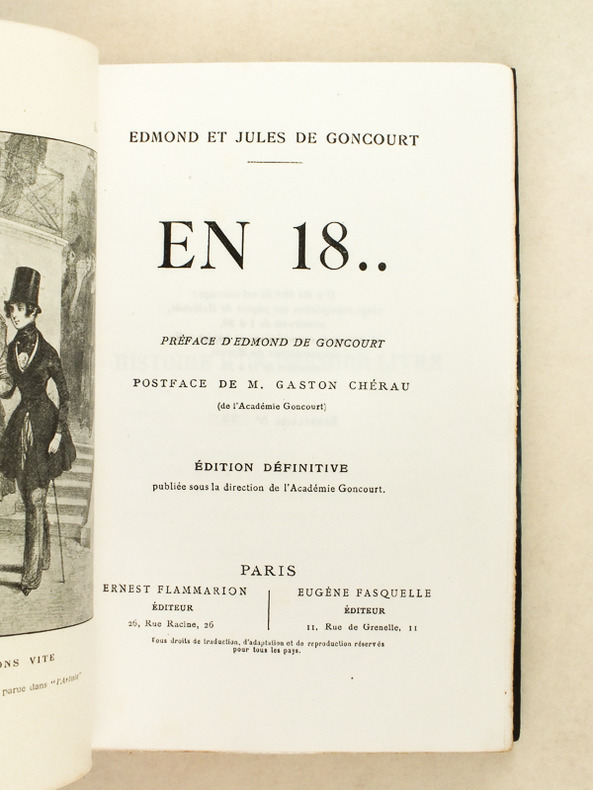 EDMOND ET JULES DE GONCOURT
EN 18..
PRÉFACE D'EDMOND DE GONCOURT
POSTFACE DE M. GASTON CHÉRAU
(de l'Académie Goncourt)
ÉDITION DÉFINITIVE
publiée sous la direction de l'Académie Goncourt.
PARIS
ERNEST FLAMMARION
ÉDITEUR
26, Rue Racine, 26
EUGÈNE FASQUELLE
ÉDITEUR
11, Rue de Grenelle, 11
Tous droits de traduction, d'adaptation et de reproduction réservés
pour tous les pays.
ONS VITE
parue dans "l'Artiste"